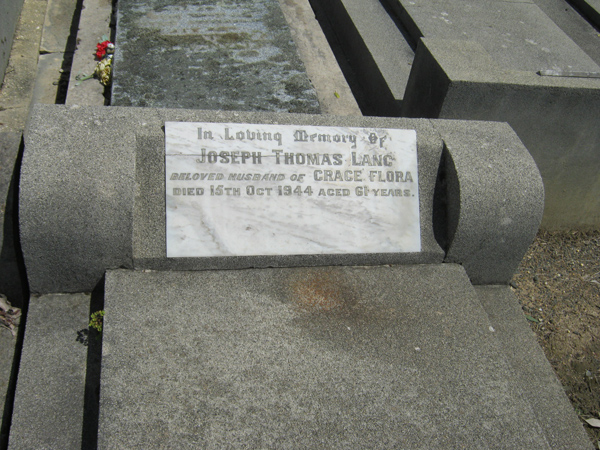 In Loving Memory Of
JOSEPH THOMAS LANG
BELOVED HUSBAND OF GRACE FLORA
DIED 15TH OCT 1944 AGED 61 YEARS.